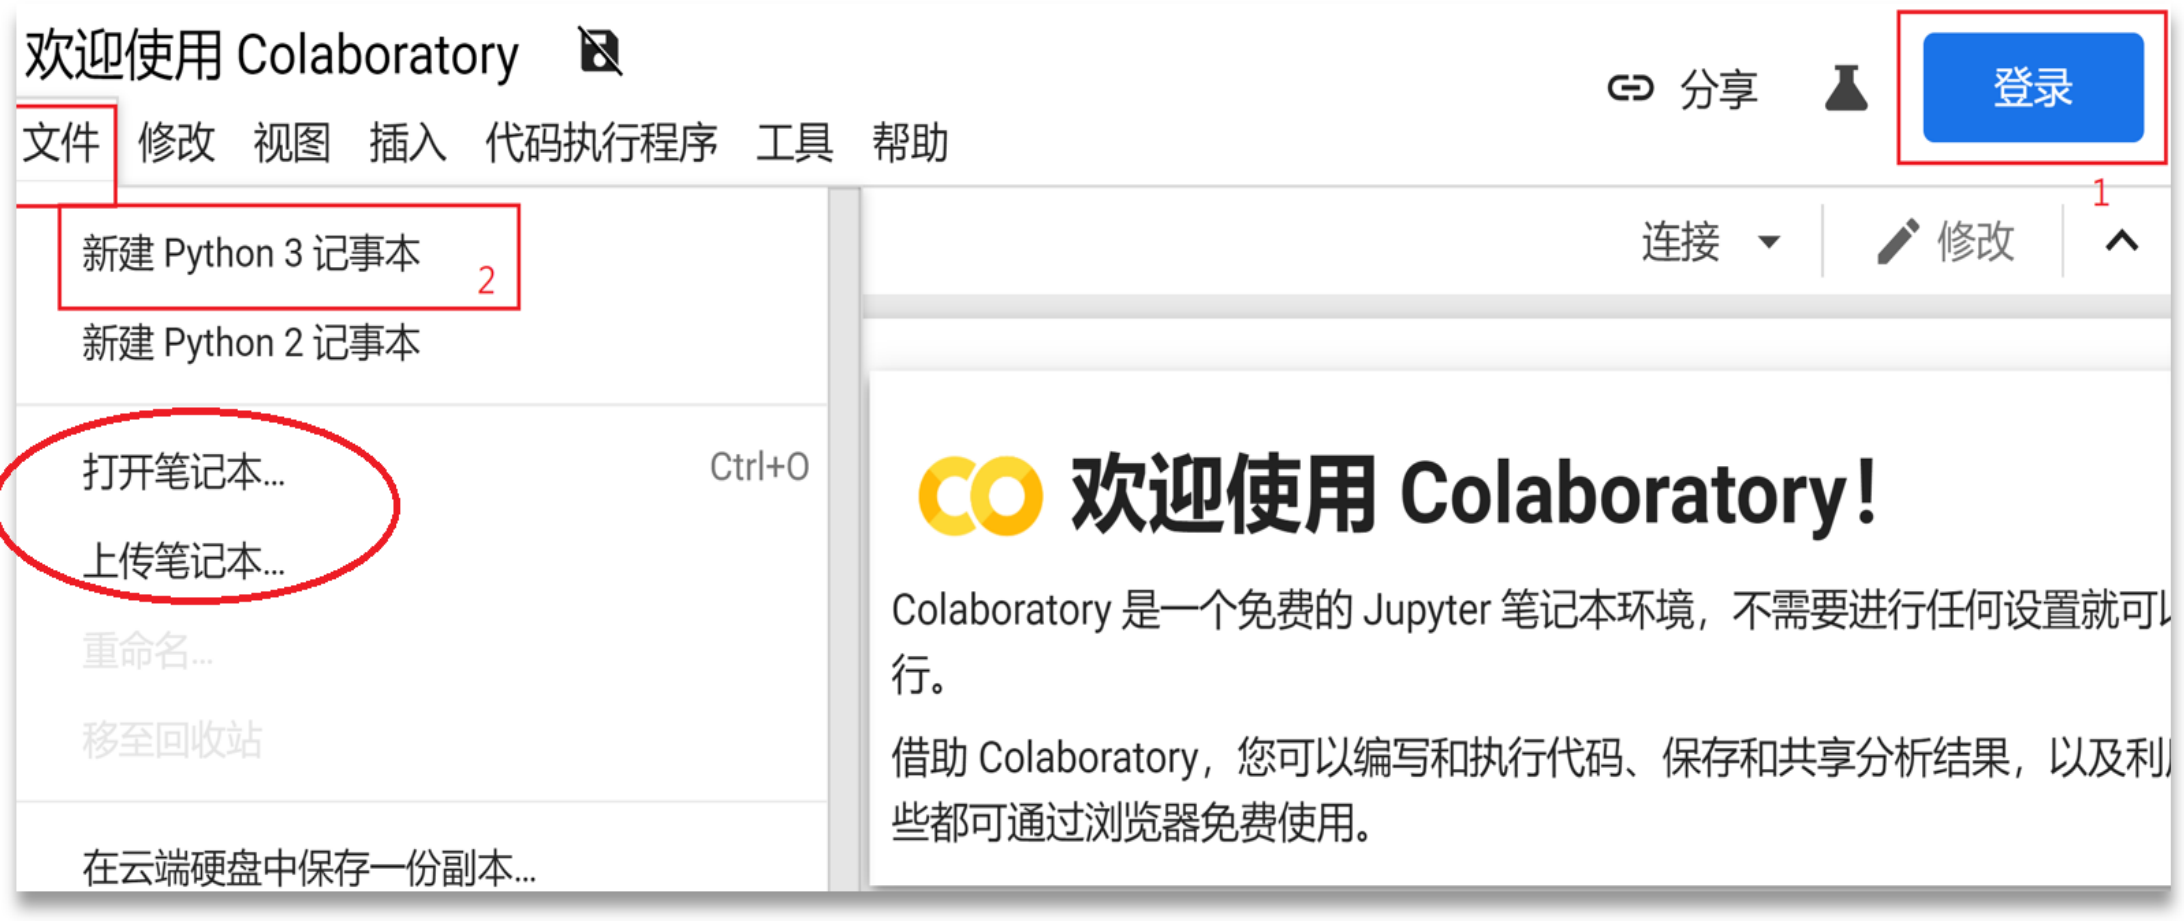 欢迎使用 Colaboratory
分享
登录
文件 修改 视图 插入 代码执行程序 工具 帮助
1
新建 Python 3 记事本
2
新建 Python 2 记事本
打开笔记本... Ctrl+O
上传笔记本...
重命名...
移至回收站
在云端硬盘中保存一份副本...
连接 修改
CO 欢迎使用 Colaboratory!
Colaboratory 是一个免费的 Jupyter 笔记本环境，不需要进行任何设置就可
行。
借助 Colaboratory，您可以编写和执行代码、保存和共享分析结果，以及利
些都可通过浏览器免费使用。